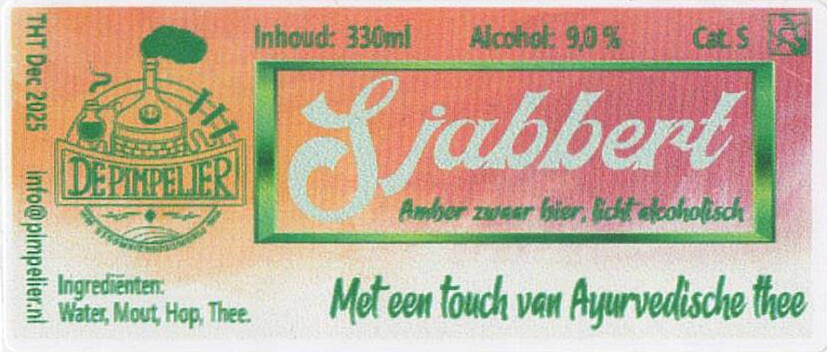 THT Dec 2025 info@pimpelier.nl
Inhoud: 330ml Alcohol: 9,0 % Cat. S
DE PIMPELIER
Sjabbert
Amber zwaar bier, licht alcoholisch
Met een touch van Ayurvedische thee
Ingrediënten:
Water, Mout, Hop, Thee.